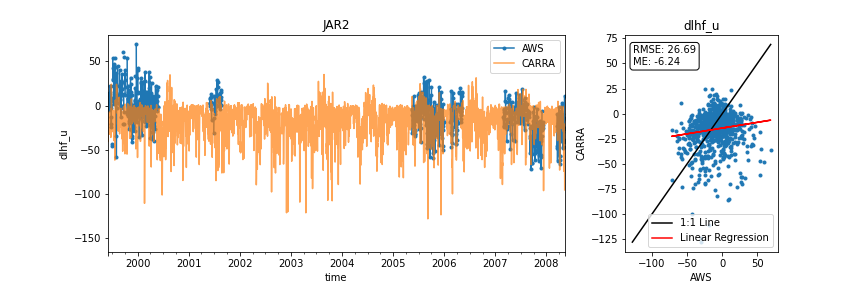 JAR2
dlhf_u
50
0
−50
−100
−150
dlhf_u
AWS
CARRA
2000
2001
2002
2003
2004
2005
2006
2007
2008
time
75
50
25
0
−25
−50
−75
−100
−125
CARRA
RMSE: 26.69
ME: -6.24
1:1 Line
Linear Regression
−100
−50
0
50
AWS